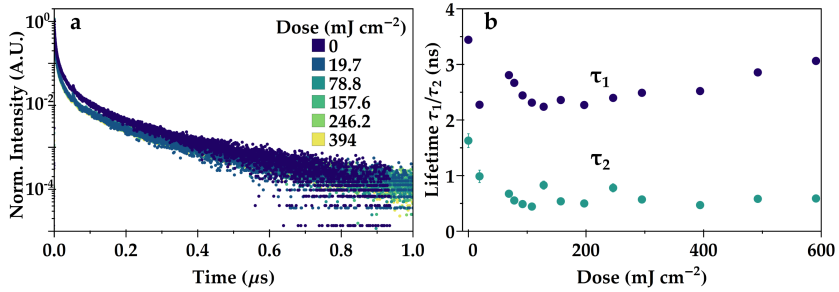 a
Dose (mJ cm⁻²)
0
19.7
78.8
157.6
246.2
394
10⁰
10⁻²
10⁻⁴
Norm. Intensity (A.U.)
0.0 0.2 0.4 0.6 0.8 1.0
Time (μs)
b
4
3
2
1
0
Lifetime τ₁/τ₂ (ns)
τ₁
τ₂
0 200 400 600
Dose (mJ cm⁻²)